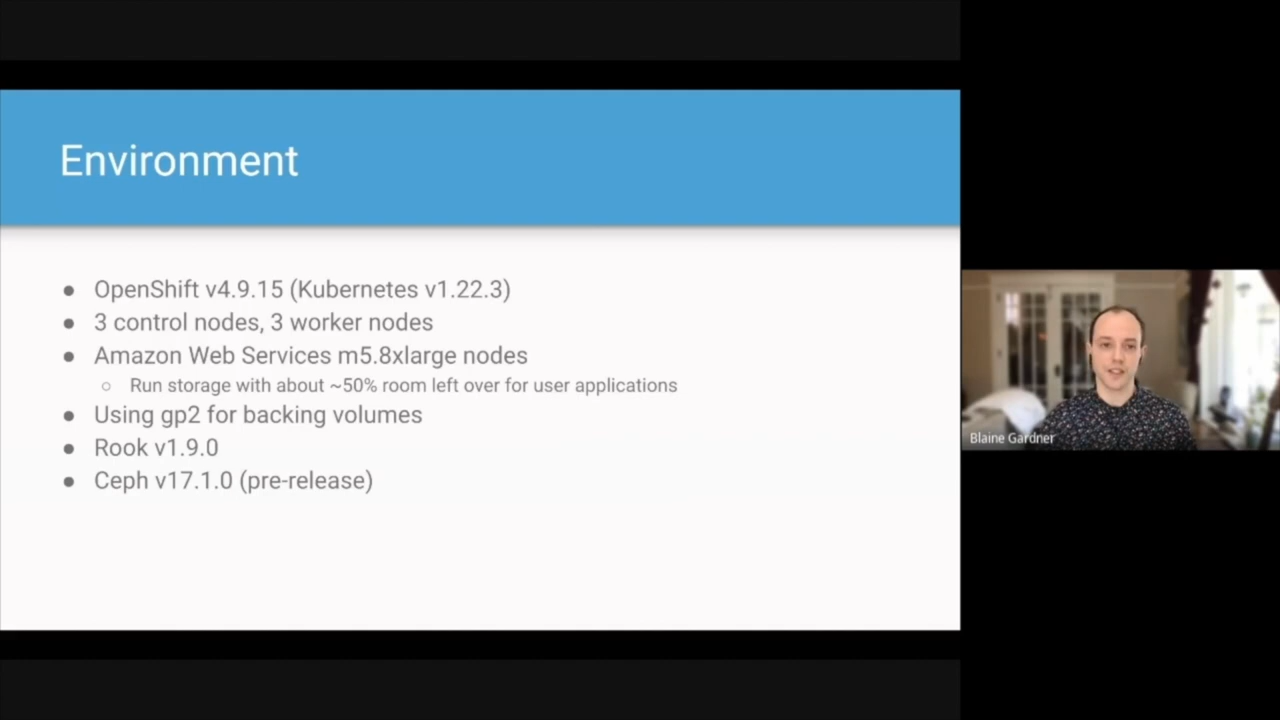 Environment
● OpenShift v4.9.15 (Kubernetes v1.22.3)
● 3 control nodes, 3 worker nodes
● Amazon Web Services m5.8xlarge nodes
○ Run storage with about ~50% room left over for user applications
● Using gp2 for backing volumes
● Rook v1.9.0
● Ceph v17.1.0 (pre-release)
Blaine Gardner